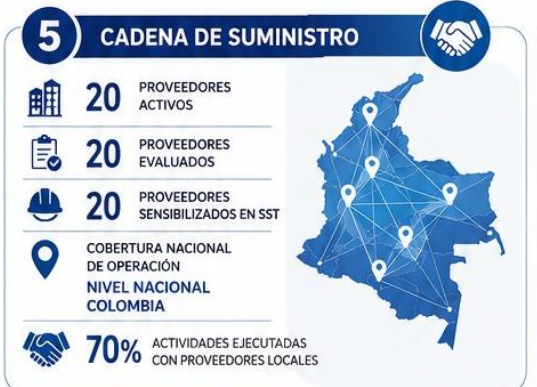 5 CADENA DE SUMINISTRO
20 PROVEEDORES
ACTIVOS
20 PROVEEDORES
EVALUADOS
20 PROVEEDORES
SENSIBILIZADOS EN SST
COBERTURA NACIONAL
DE OPERACIÓN
NIVEL NACIONAL
COLOMBIA
70% ACTIVIDADES EJECUTADAS
CON PROVEEDORES LOCALES